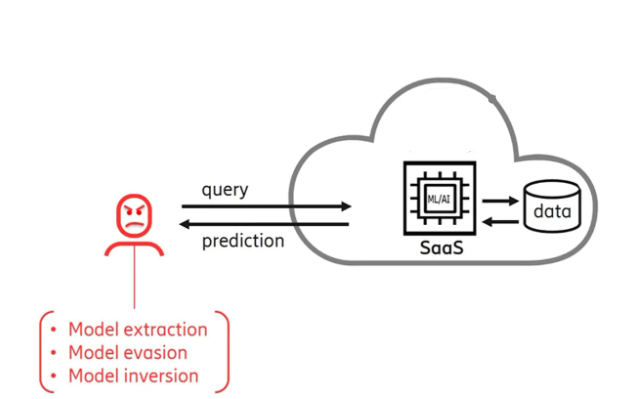 query
prediction
ML/AI
SaaS
data
• Model extraction
• Model evasion
• Model inversion